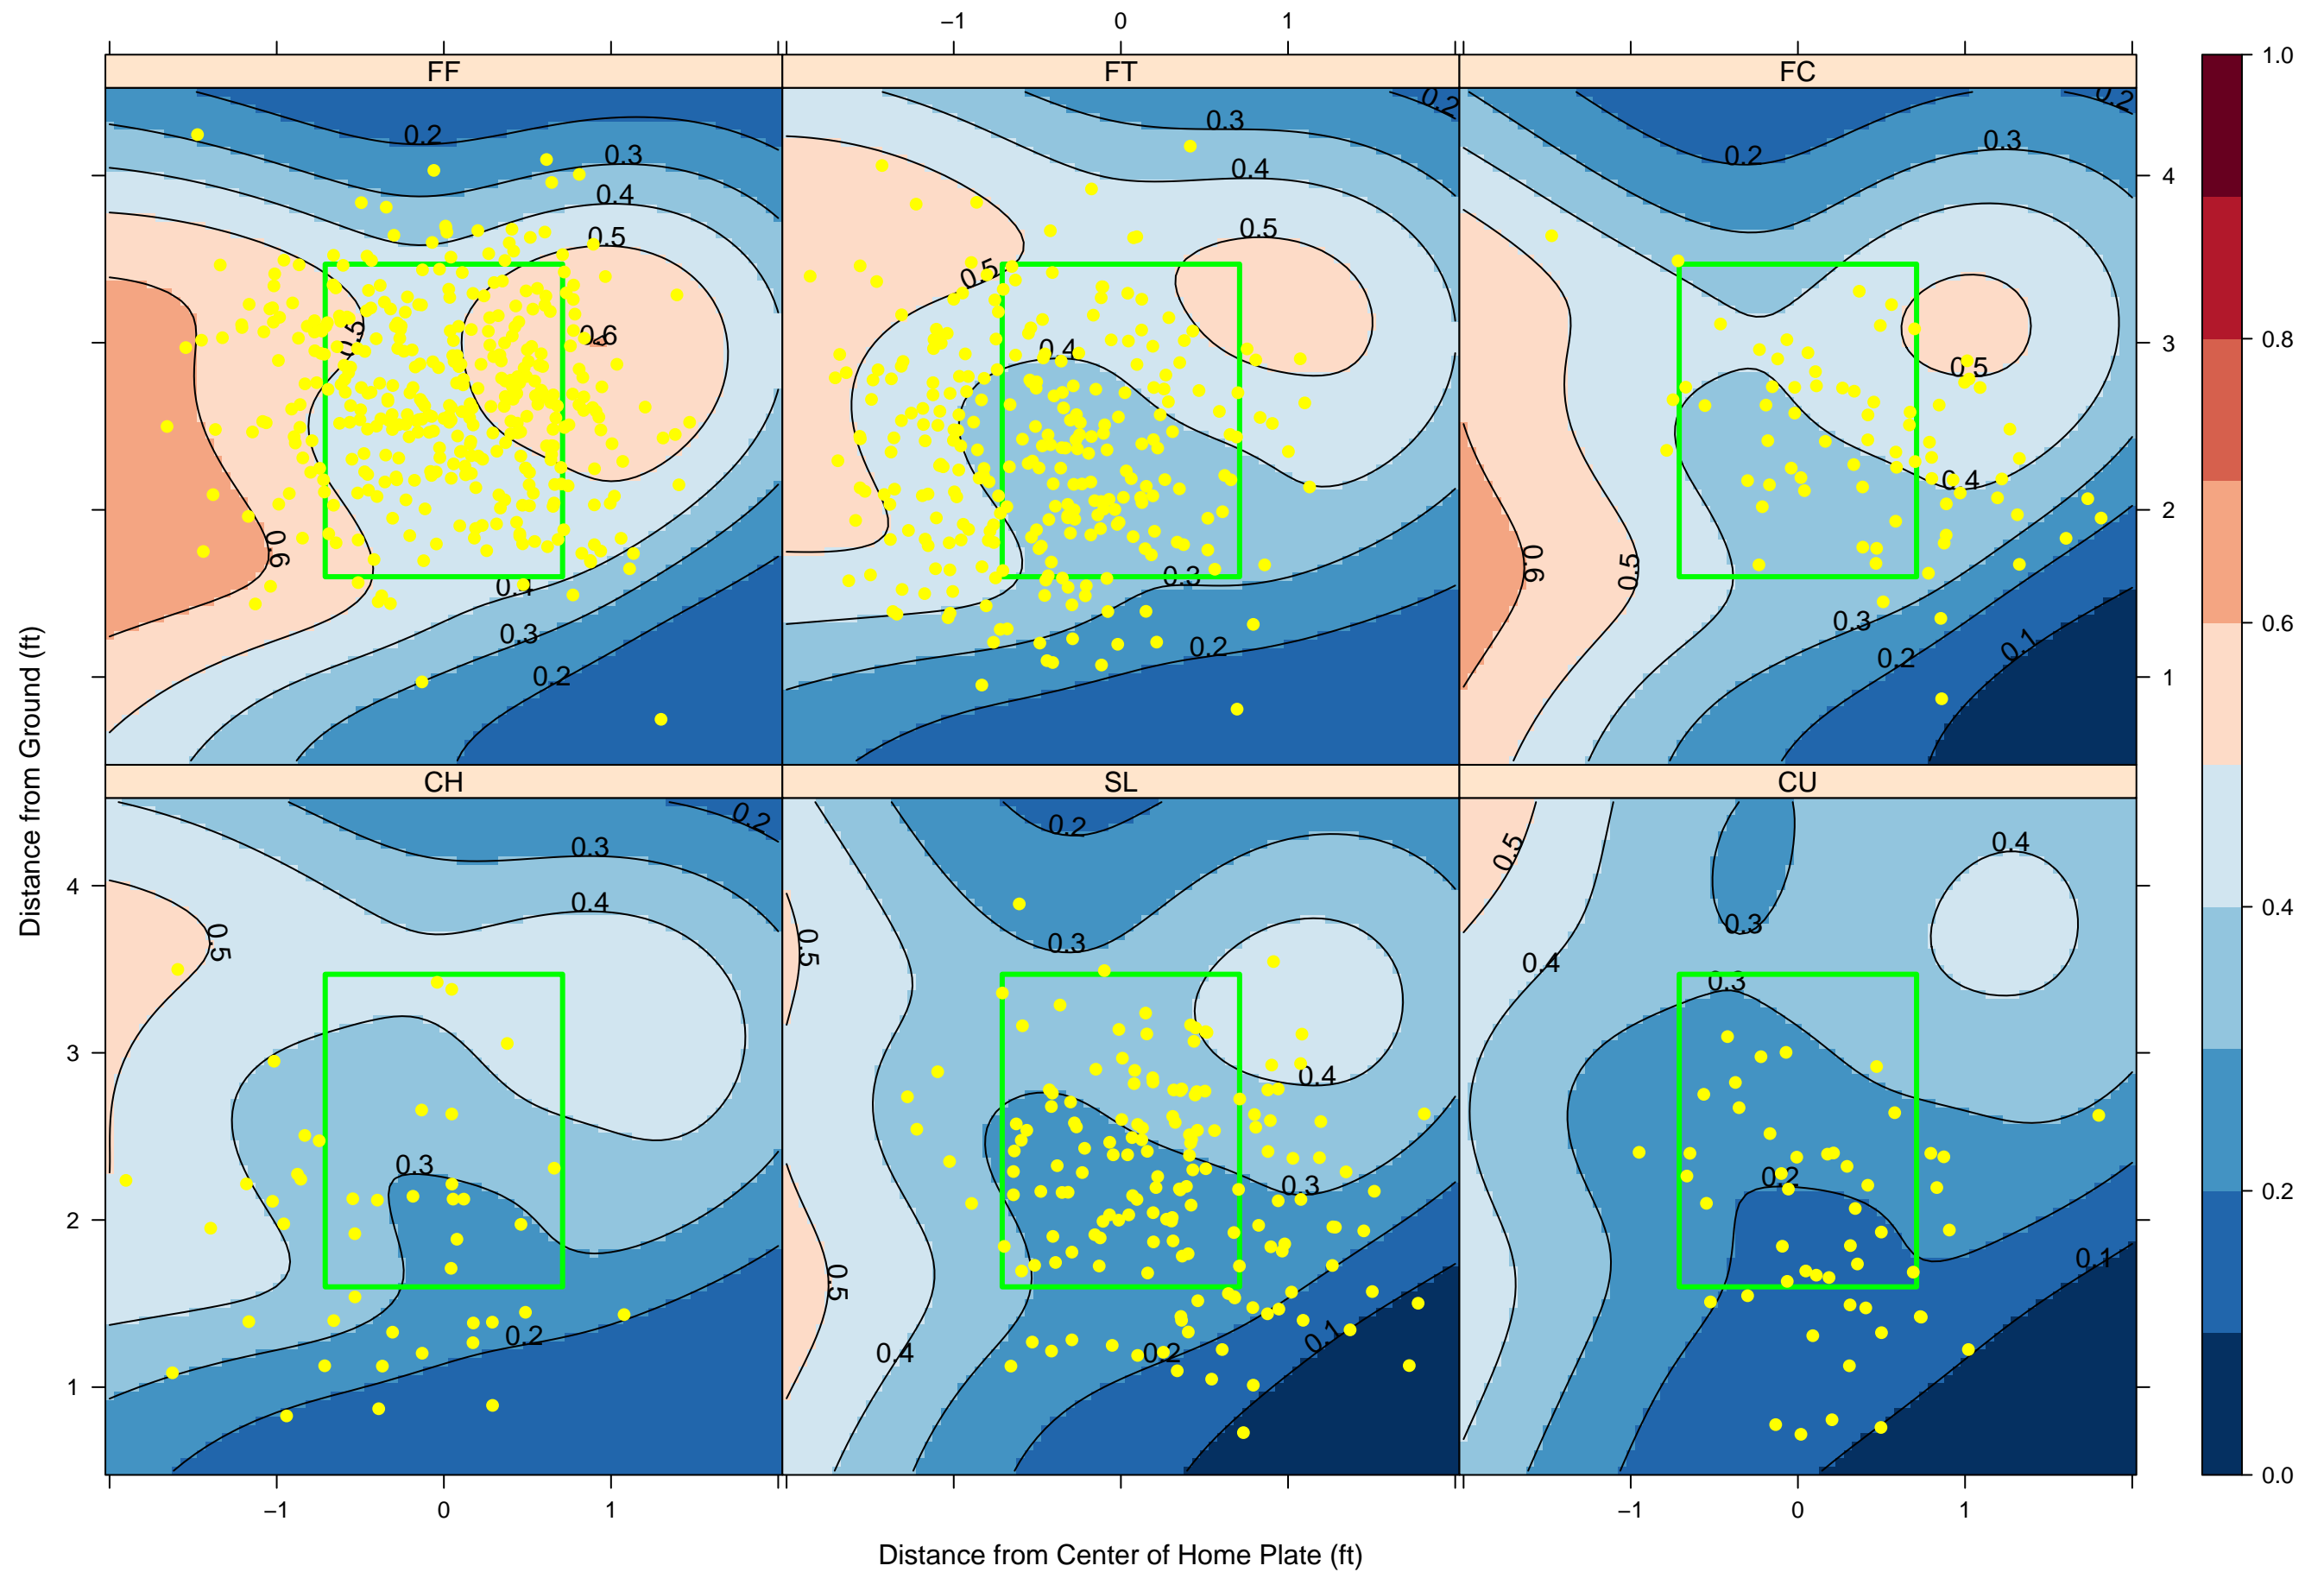 −1 0 1
FF FT FC
1.0
0.2 0.3 0.4 0.5 0.5 0.6 0.6 0.4 0.3 0.2
0.2 0.3 0.4 0.5 0.5 0.4 0.3 0.2
0.2 0.2 0.3 0.5 0.4 0.6 0.5 0.3 0.2 0.1
4
3
2
1
0.8
0.6
CH SL CU
0.2 0.3 0.4 0.5 0.3 0.2
0.2 0.3 0.5 0.4 0.3 0.5 0.4 0.2 0.1
0.5 0.4 0.3 0.4 0.3 0.2 0.1
4
3
2
1
0.4
0.2
0.0
−1 0 1
−1 0 1
Distance from Center of Home Plate (ft)
Distance from Ground (ft)